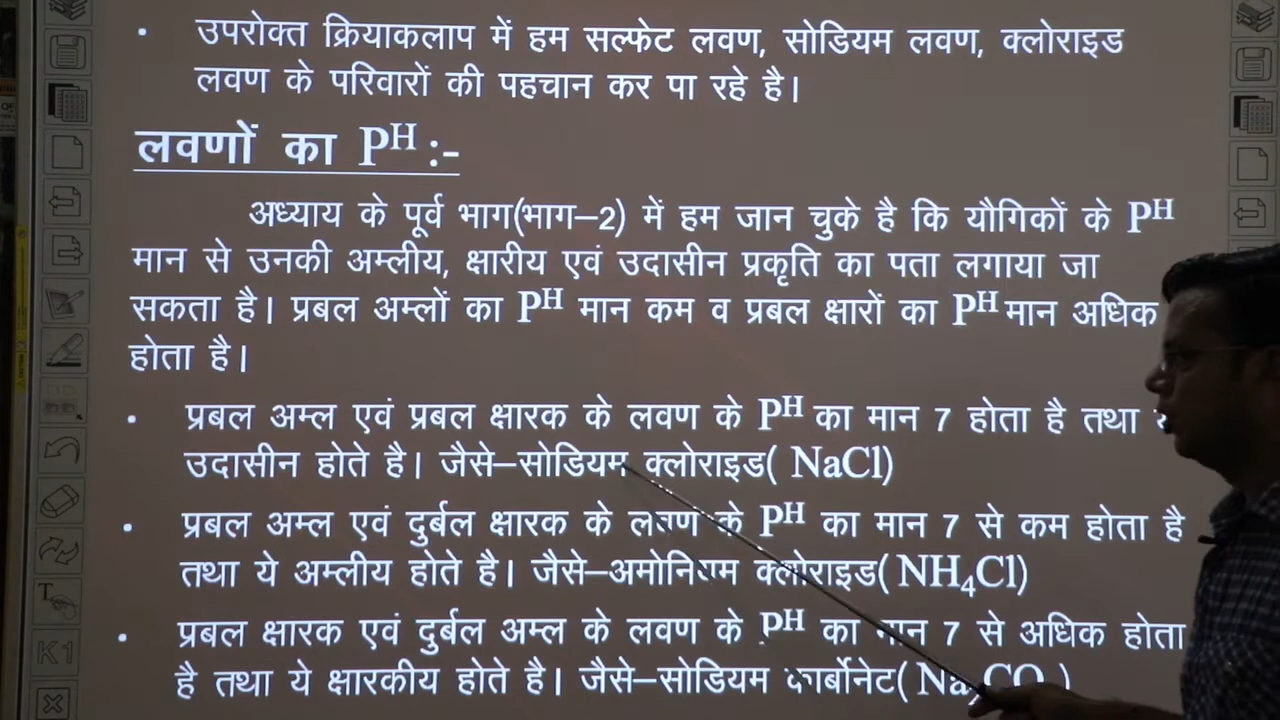 • उपरोक्त क्रियाकलाप में हम सल्फेट लवण, सोडियम लवण, क्लोराइड
लवण के परिवारों की पहचान कर पा रहे है।
लवणों का Pᴴ :-
अध्याय के पूर्व भाग(भाग–2) में हम जान चुके है कि यौगिकों के Pᴴ
मान से उनकी अम्लीय, क्षारीय एवं उदासीन प्रकृति का पता लगाया जा
सकता है। प्रबल अम्लों का Pᴴ मान कम व प्रबल क्षारों का Pᴴ मान अधिक
होता है।
• प्रबल अम्ल एवं प्रबल क्षारक के लवण के Pᴴ का मान 7 होता है तथा
उदासीन होते है। जैसे–सोडियम क्लोराइड( NaCl)
• प्रबल अम्ल एवं दुर्बल क्षारक के लवण के Pᴴ का मान 7 से कम होता है
तथा ये अम्लीय होते है। जैसे–अमोनियम क्लोराइड( NH₄Cl)
• प्रबल क्षारक एवं दुर्बल अम्ल के लवण के Pᴴ का मान 7 से अधिक होता
है तथा ये क्षारकीय होते है। जैसे–सोडियम कार्बोनेट(
T
K1